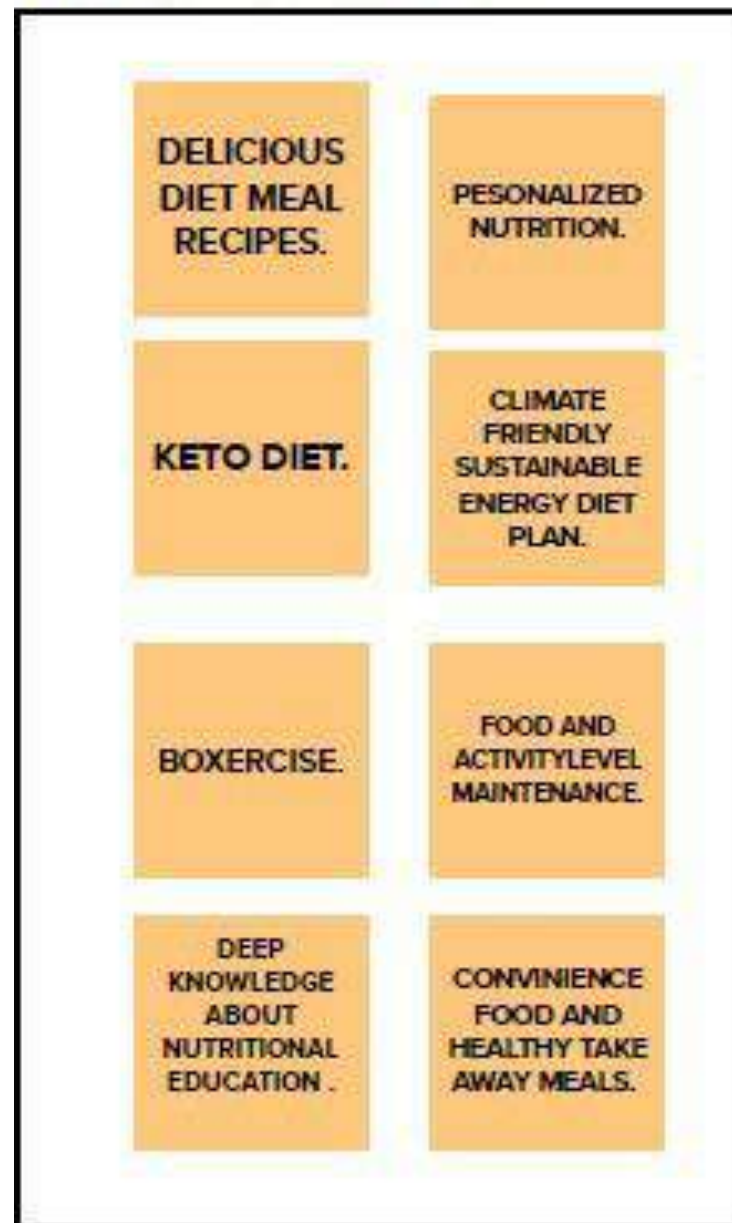 DELICIOUS
DIET MEAL
RECIPES.
PESONALIZED
NUTRITION.
KETO DIET.
CLIMATE
FRIENDLY
SUSTAINABLE
ENERGY DIET
PLAN.
BOXERCISE.
FOOD AND
ACTIVITYLEVEL
MAINTENANCE.
DEEP
KNOWLEDGE
ABOUT
NUTRITIONAL
EDUCATION .
CONVINIENCE
FOOD AND
HEALTHY TAKE
AWAY MEALS.